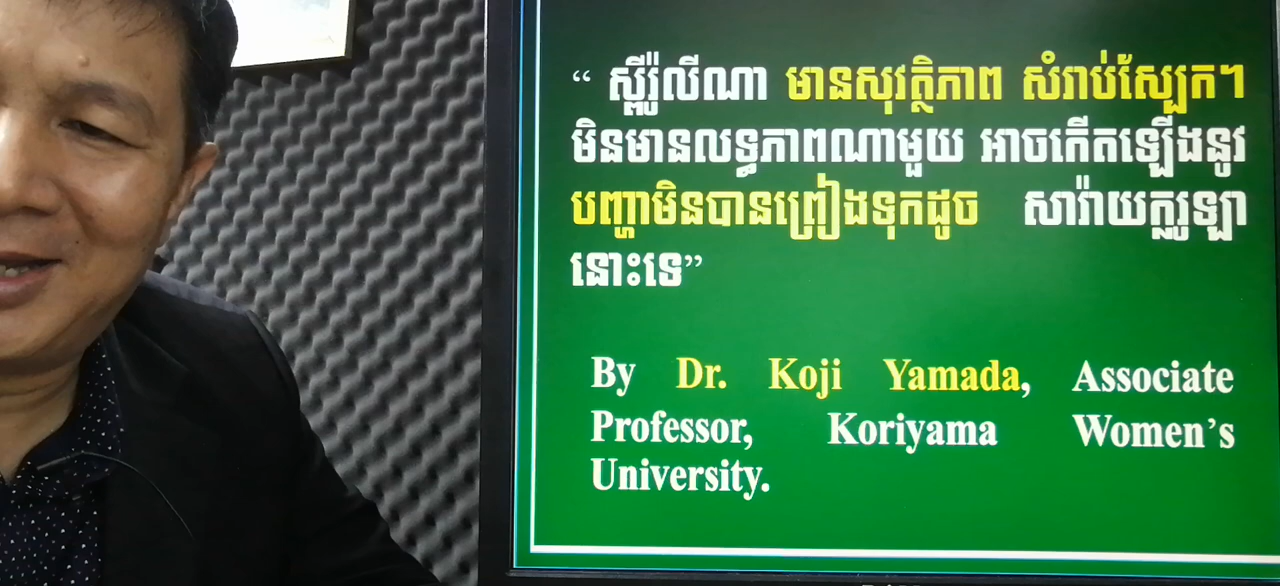 “ ស្ពីរ៉ូលីណា មានសុវត្ថិភាព សំរាប់ស្បែក។
មិនមានលទ្ធភាពណាមួយ អាចកើតឡើងនូវ
បញ្ហាមិនបានព្រៀងទុកដូច សារ៉ាយក្លរូឡា
នោះទេ”
By Dr. Koji Yamada, Associate
Professor, Koriyama Women’s
University.